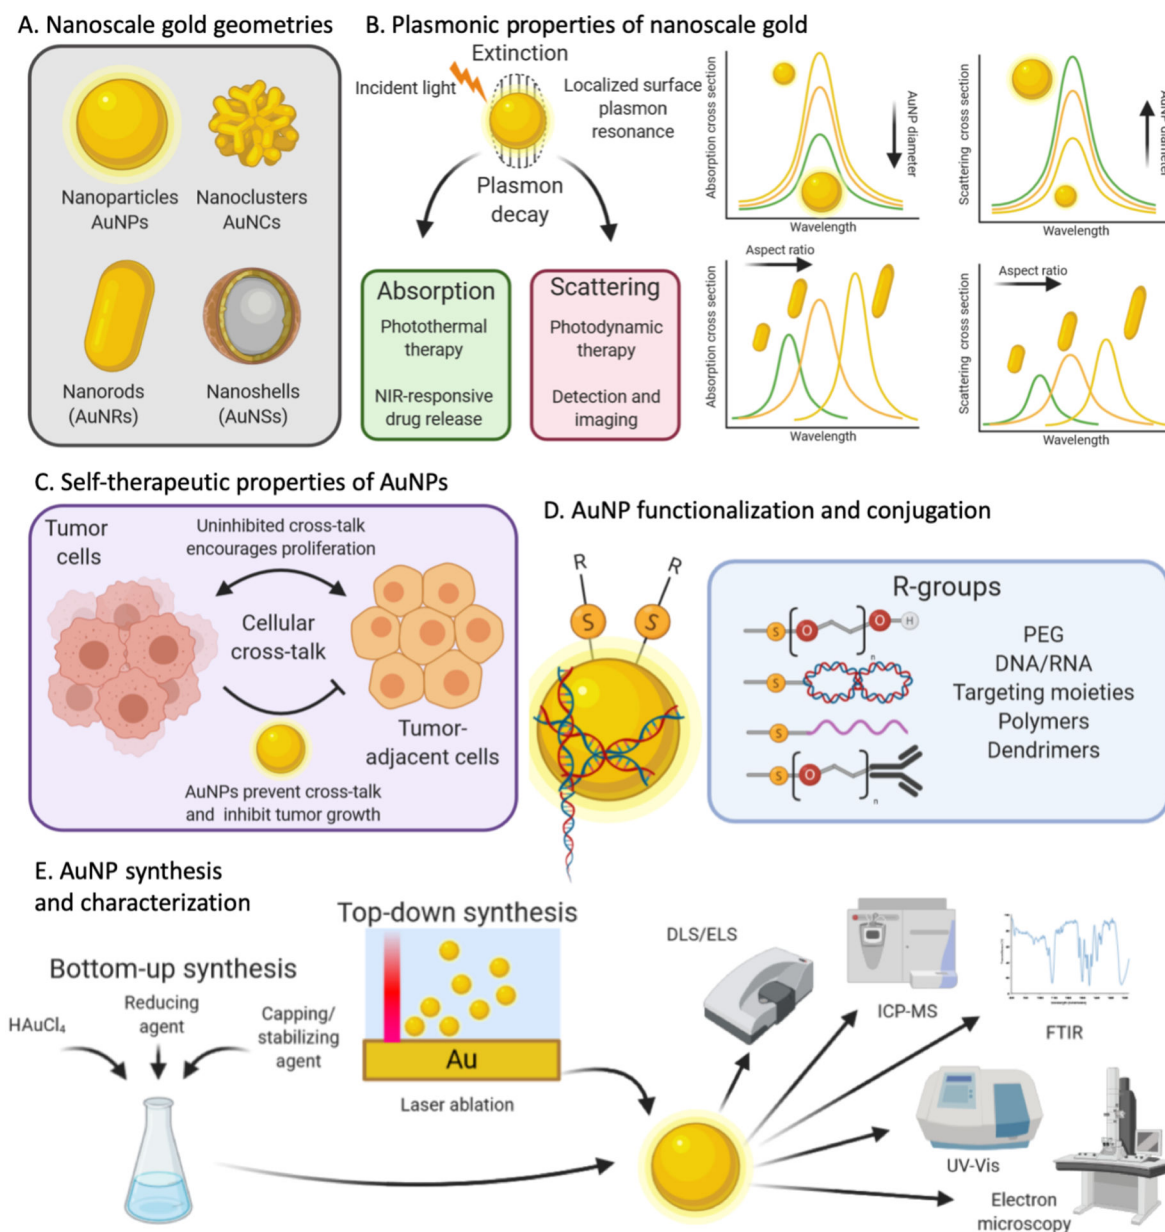 A. Nanoscale gold geometries
Nanoparticles
AuNPs
Nanoclusters
AuNCs
Nanorods
(AuNRs)
Nanoshells
(AuNSs)
B. Plasmonic properties of nanoscale gold
Extinction
Incident light
Localized surface
plasmon
resonance
Plasmon
decay
Absorption
Photothermal
therapy
NIR-responsive
drug release
Scattering
Photodynamic
therapy
Detection and
imaging
Absorption cross section
AuNP diameter
Wavelength
Scattering cross section
AuNP diameter
Wavelength
Aspect ratio
Absorption cross section
Wavelength
Aspect ratio
Scattering cross section
Wavelength
C. Self-therapeutic properties of AuNPs
Tumor
cells
Uninhibited cross-talk
encourages proliferation
Cellular
cross-talk
Tumor-
adjacent cells
AuNPs prevent cross-talk
and inhibit tumor growth
D. AuNP functionalization and conjugation
R
R
S
S
R-groups
S
O
O
H
n
S
S
S
O
n
PEG
DNA/RNA
Targeting moieties
Polymers
Dendrimers
E. AuNP synthesis
and characterization
Bottom-up synthesis
HAuCl₄
Reducing
agent
Capping/
stabilizing
agent
Top-down synthesis
Au
Laser ablation
DLS/ELS
ICP-MS
FTIR
UV-Vis
Electron
microscopy